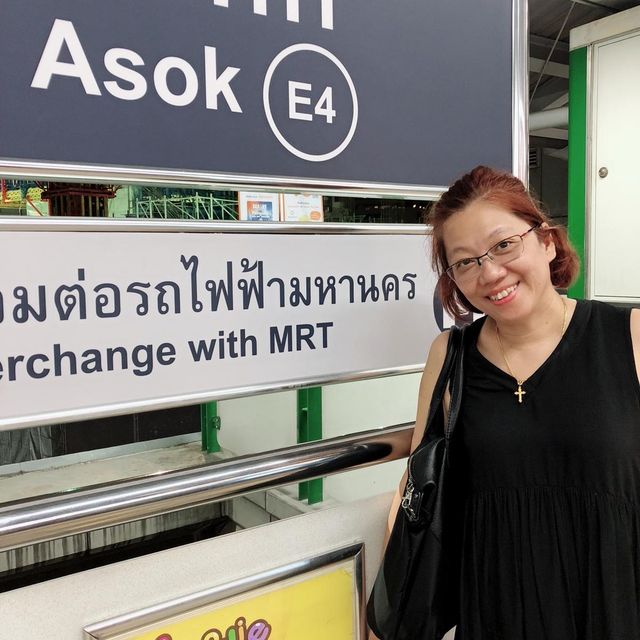 Asok E4
อมต่อรถไฟฟ้ามหานคร
erchange with MRT